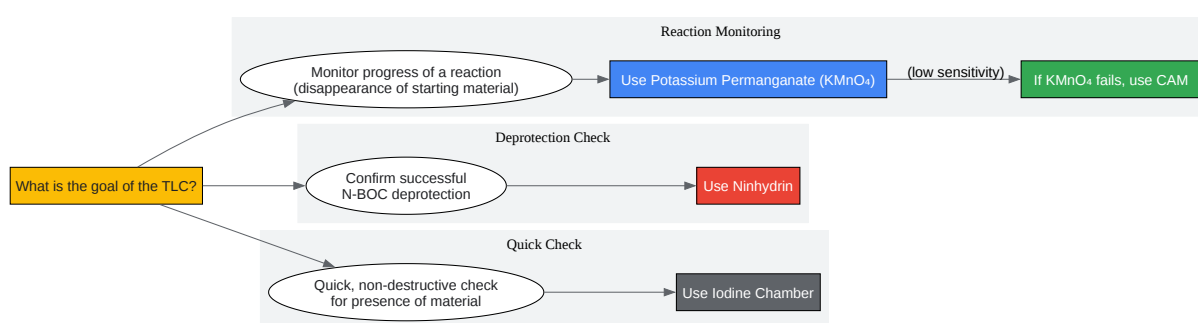 Reaction Monitoring
Monitor progress of a reaction
(disappearance of starting material)
Use Potassium Permanganate (KMnO₄)
(low sensitivity)
If KMnO₄ fails, use CAM
Deprotection Check
What is the goal of the TLC?
Confirm successful
N-BOC deprotection
Use Ninhydrin
Quick Check
Quick, non-destructive check
for presence of material
Use Iodine Chamber